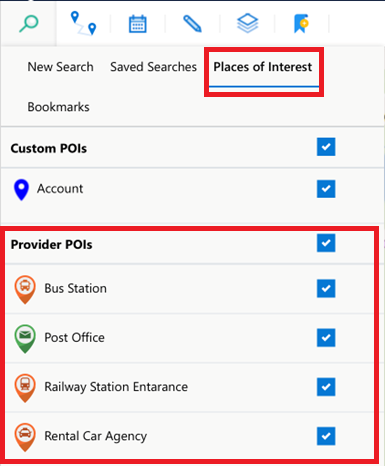 New Search Saved Searches Places of Interest
Bookmarks
Custom POIs
Account
Provider POIs
Bus Station
Post Office
Railway Station Entarance
Rental Car Agency